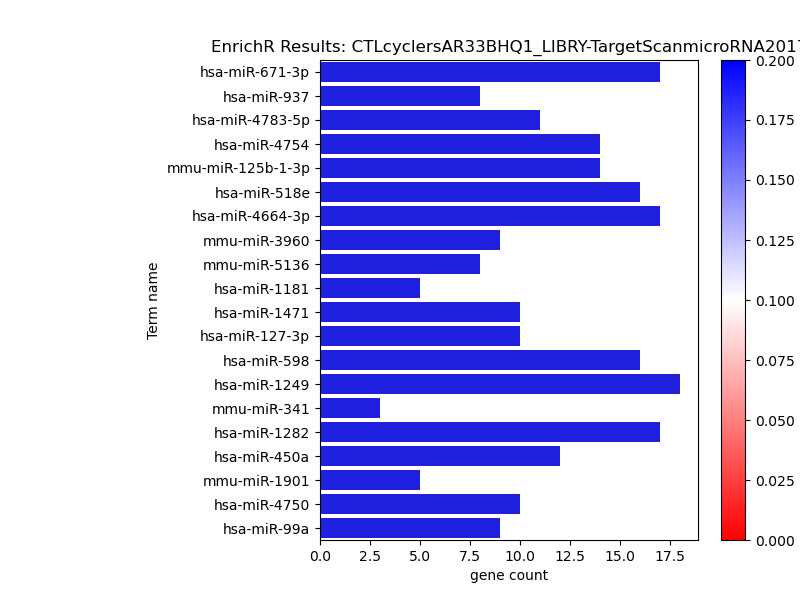 EnrichR Results: CTLcyclersAR33BHQ1_LIBRY-TargetScanmicroRNA2017
hsa-miR-671-3p
hsa-miR-937
hsa-miR-4783-5p
hsa-miR-4754
mmu-miR-125b-1-3p
hsa-miR-518e
hsa-miR-4664-3p
mmu-miR-3960
mmu-miR-5136
hsa-miR-1181
hsa-miR-1471
hsa-miR-127-3p
hsa-miR-598
hsa-miR-1249
mmu-miR-341
hsa-miR-1282
hsa-miR-450a
mmu-miR-1901
hsa-miR-4750
hsa-miR-99a
Term name
0.0 2.5 5.0 7.5 10.0 12.5 15.0 17.5
gene count
0.200
0.175
0.150
0.125
0.100
0.075
0.050
0.025
0.000